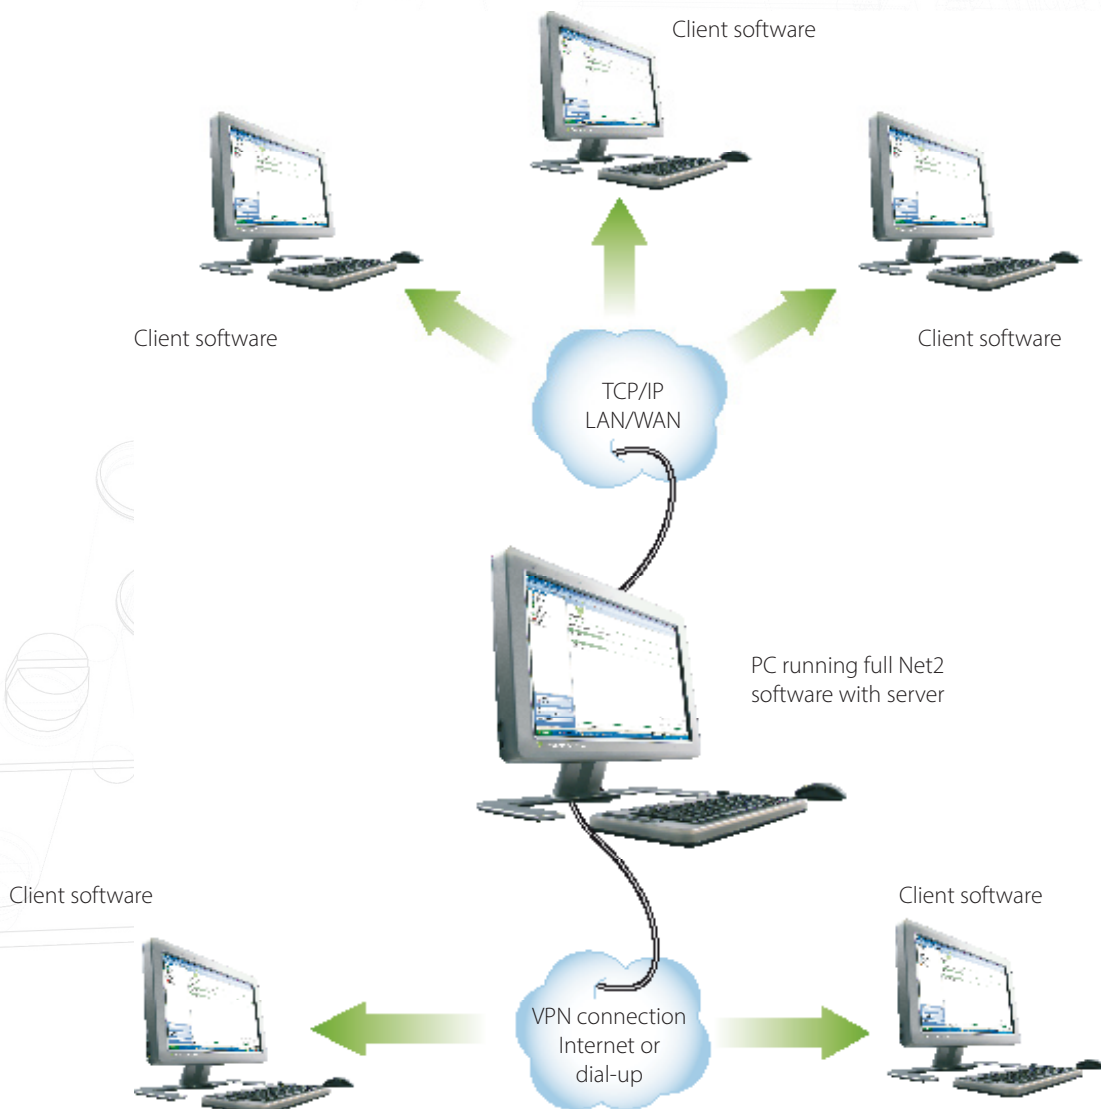 Client software
Client software
Client software
TCP/IP
LAN/WAN
PC running full Net2
software with server
Client software
Client software
VPN connection
Internet or
dial-up